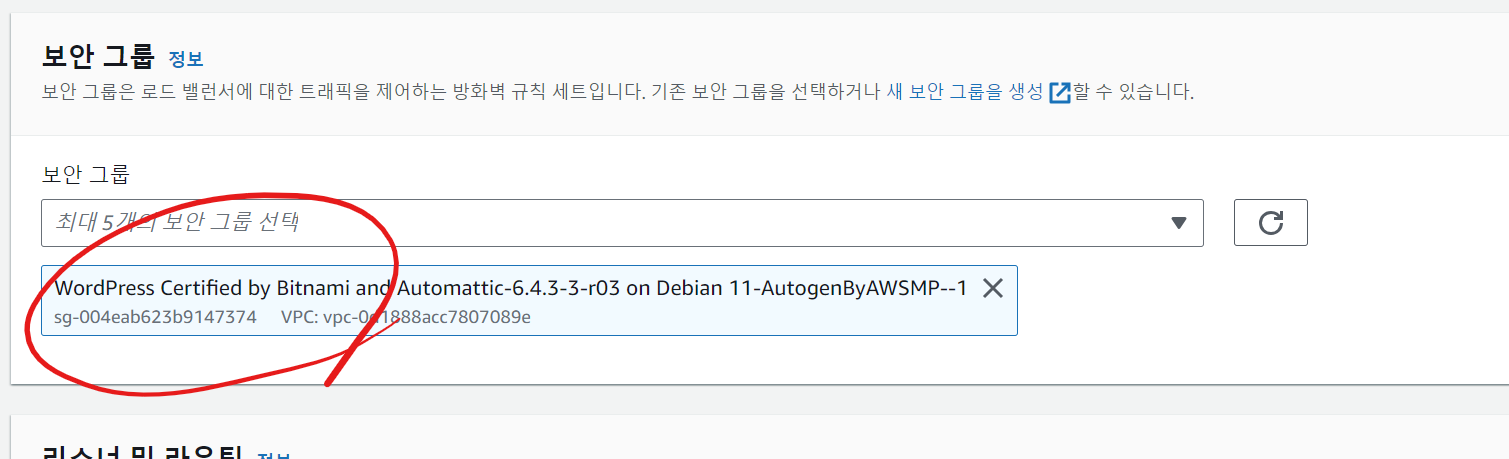 보안 그룹 정보
보안 그룹은 로드 밸런서에 대한 트래픽을 제어하는 방화벽 규칙 세트입니다. 기존 보안 그룹을 선택하거나 새 보안 그룹을 생성 할 수 있습니다.
보안 그룹
최대 5개의 보안 그룹 선택
WordPress Certified by Bitnami and Automattic-6.4.3-3-r03 on Debian 11-AutogenByAWSMP--1
sg-004eab623b9147374 VPC: vpc-0d1888acc7807089e
리스너 및 라우팅 정보